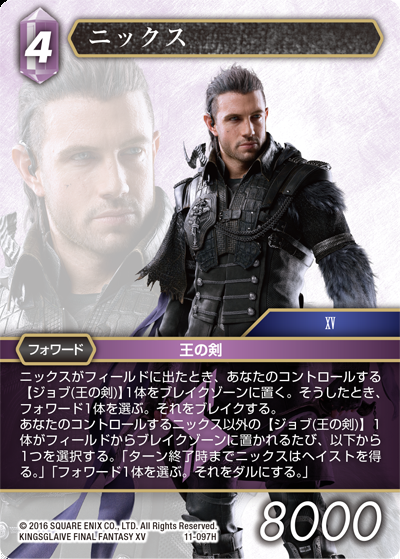 4
ニックス
XV
フォワード
王の剣
ニックスがフィールドに出たとき、あなたのコントロールする
【ジョブ(王の剣)】1体をブレイクゾーンに置く。そうしたとき、
フォワード1体を選ぶ。それをブレイクする。
あなたのコントロールするニックス以外の【ジョブ(王の剣)】1
体がフィールドからブレイクゾーンに置かれるたび、以下から
1つを選択する。「ターン終了時までニックスはヘイストを得
る。」「フォワード1体を選ぶ。それをダルにする。」
© 2016 SQUARE ENIX CO., LTD. All Rights Reserved.
KINGSGLAIVE FINAL FANTASY XV
11-097H
8000